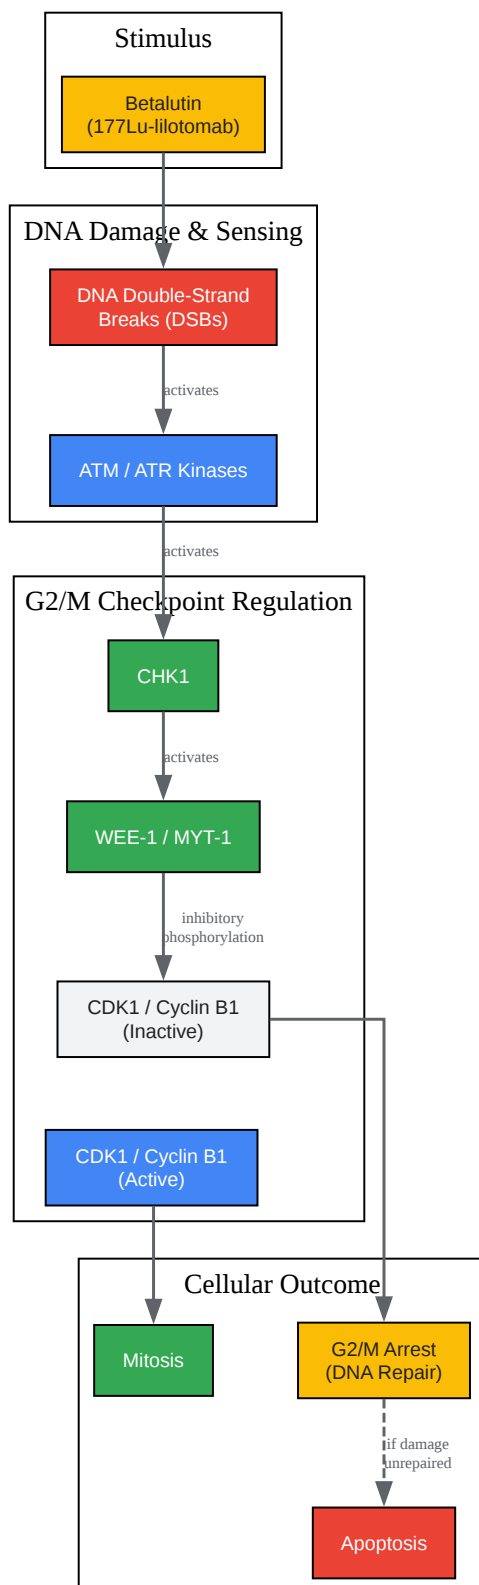 Stimulus
Betalutin
(177Lu-lilotomab)
DNA Damage & Sensing
DNA Double-Strand
Breaks (DSBs)
activates
ATM / ATR Kinases
activates
G2/M Checkpoint Regulation
CHK1
activates
WEE-1 / MYT-1
inhibitory
phosphorylation
CDK1 / Cyclin B1
(Inactive)
CDK1 / Cyclin B1
(Active)
Cellular Outcome
Mitosis
G2/M Arrest
(DNA Repair)
if damage
unrepaired
Apoptosis